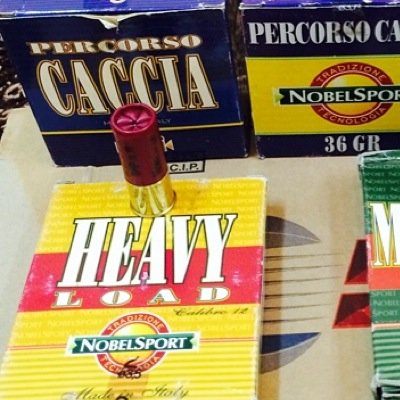 PERCORSO
CACCIA
PERCORSO CA
TRADIZIONE
NOBELSPORT
TECNOLOGIA
36 GR
C.I.P.
HEAVY
LOAD
Calibro 12
TRADIZIONE
NOBELSPORT
TECNOLOGIA
Made in Italy
M